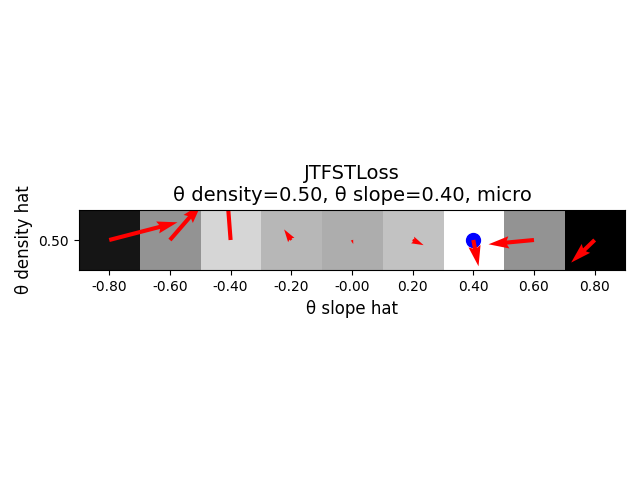 JTFSTLoss
θ density=0.50, θ slope=0.40, micro
θ density hat
0.50
-0.80 -0.60 -0.40 -0.20 -0.00 0.20 0.40 0.60 0.80
θ slope hat